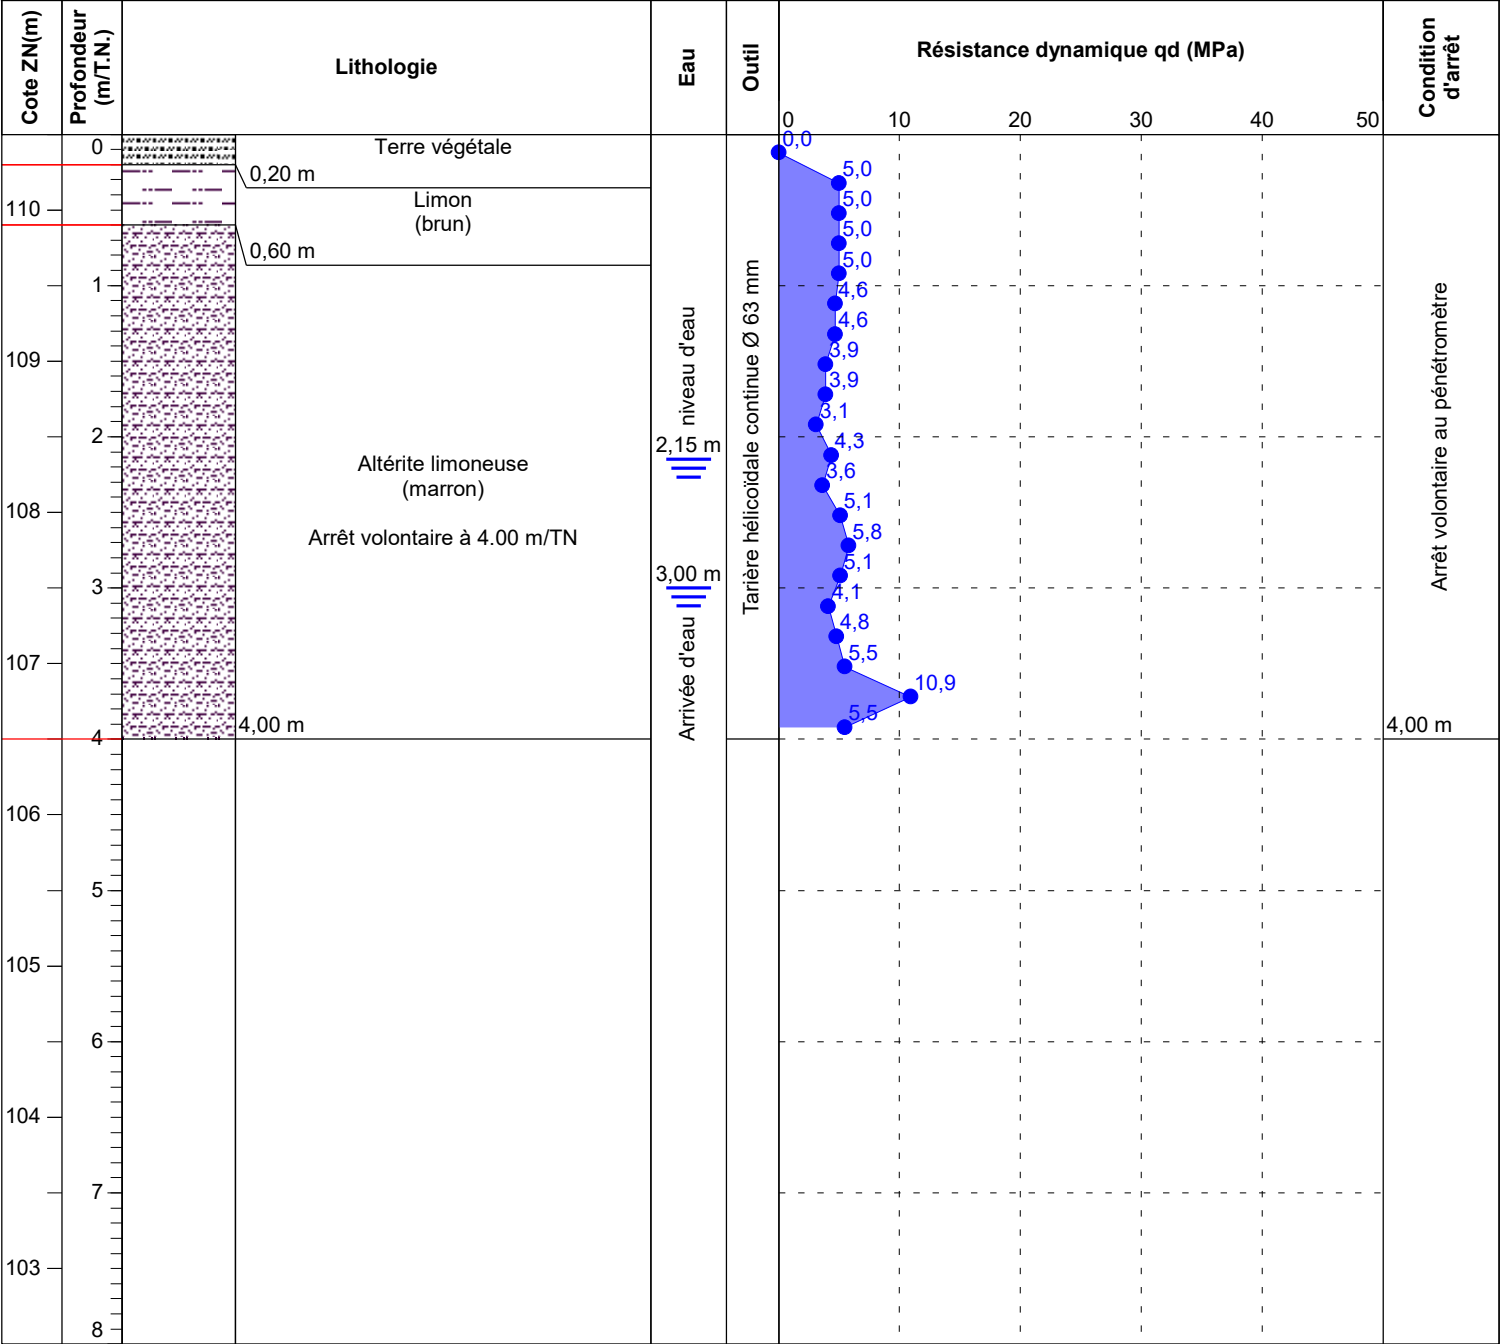 Cote ZN(m)
Profondeur
(m/T.N.)
Lithologie
Eau
Outil
Résistance dynamique qd (MPa)
Condition
d'arrêt
0 10 20 30 40 50
0
1
2
3
4
5
6
7
8
110
109
108
107
106
105
104
103
Terre végétale
0,20 m
Limon
(brun)
0,60 m
Altérite limoneuse
(marron)
Arrêt volontaire à 4.00 m/TN
4,00 m
niveau d'eau
2,15 m
3,00 m
Arrivée d'eau
Tarière hélicoïdale continue Ø 63 mm
0,0
5,0
5,0
5,0
5,0
4,6
4,6
3,9
3,9
3,1
4,3
3,6
5,1
5,8
5,1
4,1
4,8
5,5
10,9
5,5
Arrêt volontaire au pénétromètre
4,00 m